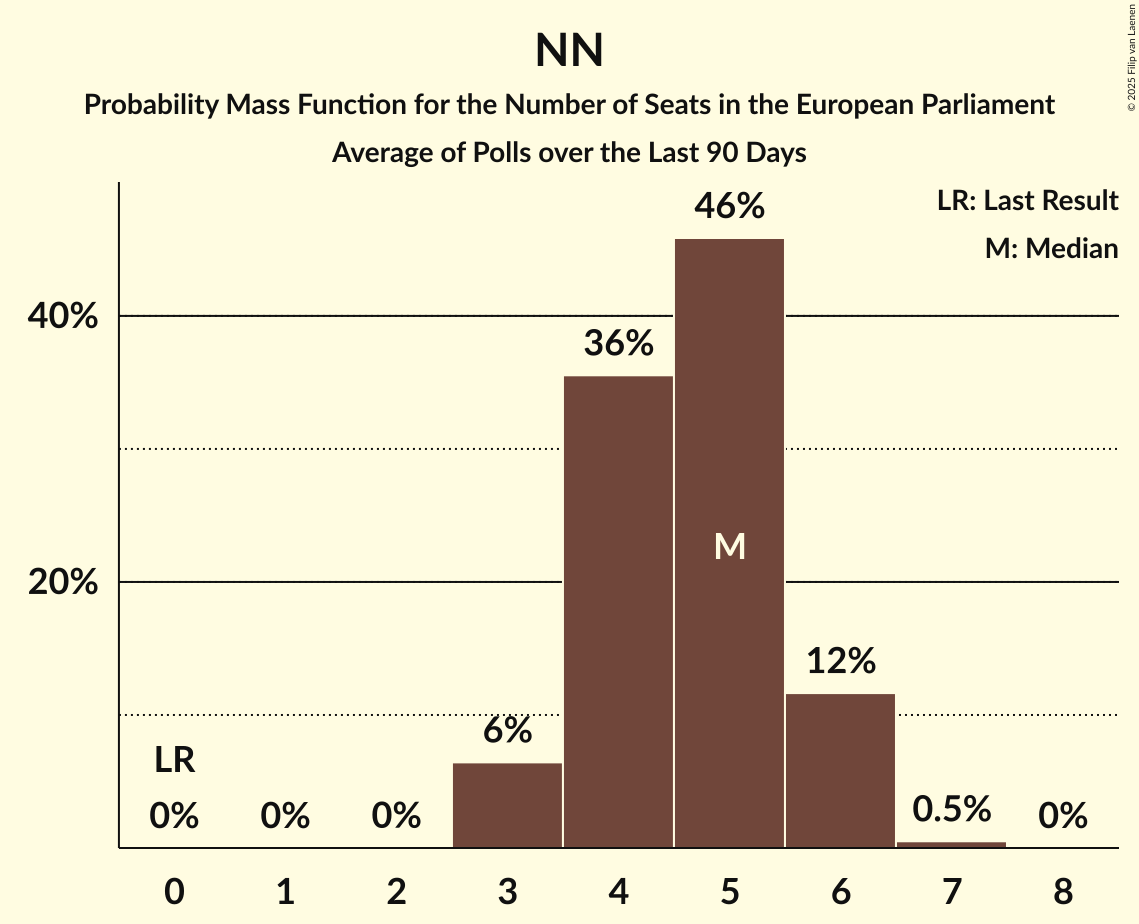 NN
Probability Mass Function for the Number of Seats in the European Parliament
Average of Polls over the Last 90 Days
© 2025 Filip van Laenen
LR: Last Result
M: Median
46%
40%
36%
M
20%
12%
6%
LR
0% 0% 0% 0.5% 0%
0 1 2 3 4 5 6 7 8